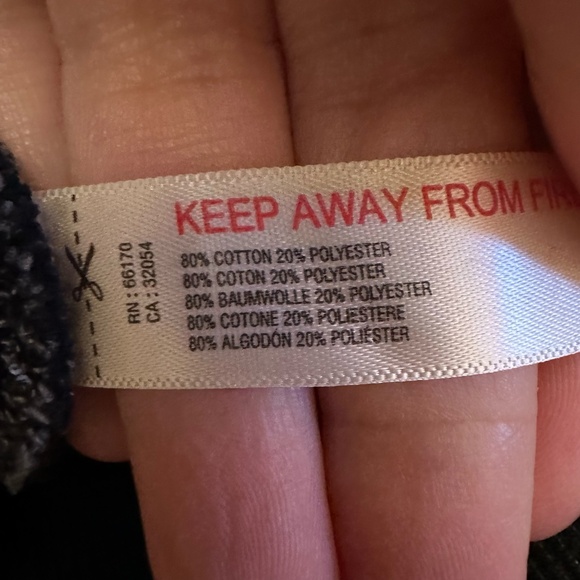 RN : 66170
CA : 32054
KEEP AWAY FROM FIR
80% COTTON 20% POLYESTER
80% COTON 20% POLYESTER
80% BAUMWOLLE 20% POLYESTER
80% COTONE 20% POLIESTERE
80% ALGODÓN 20% POLIÉSTER